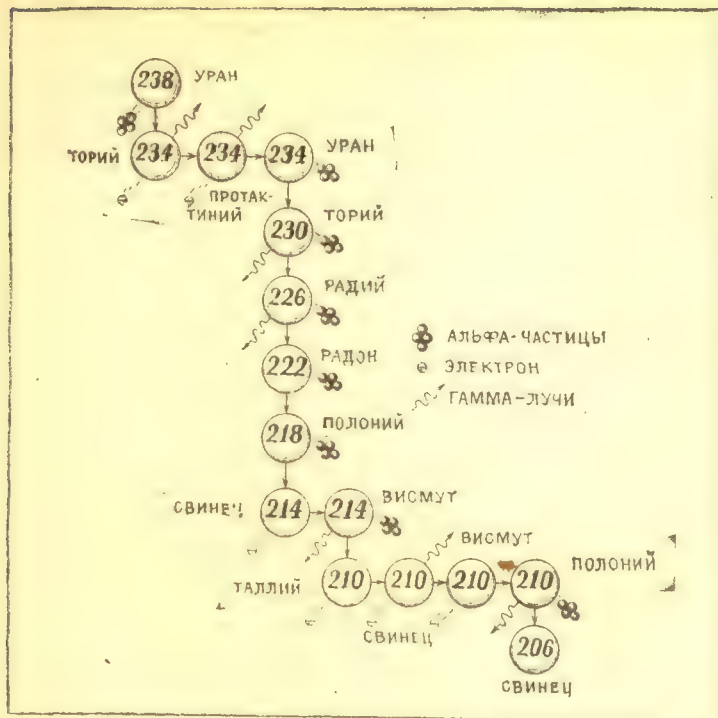 238 УРАН
ТОРИЙ 234 234 234 УРАН
ПРОТАК-
ТИНИЙ
230 ТОРИЙ
226 РАДИЙ
222 РАДОН
218 ПОЛОНИЙ
АЛЬФА-ЧАСТИЦЫ
ЭЛЕКТРОН
ГАММА-ЛУЧИ
СВИНЕЦ 214 214 ВИСМУТ
ВИСМУТ
ТАЛЛИЙ 210 210 210 210 ПОЛОНИЙ
СВИНЕЦ
206
СВИНЕЦ